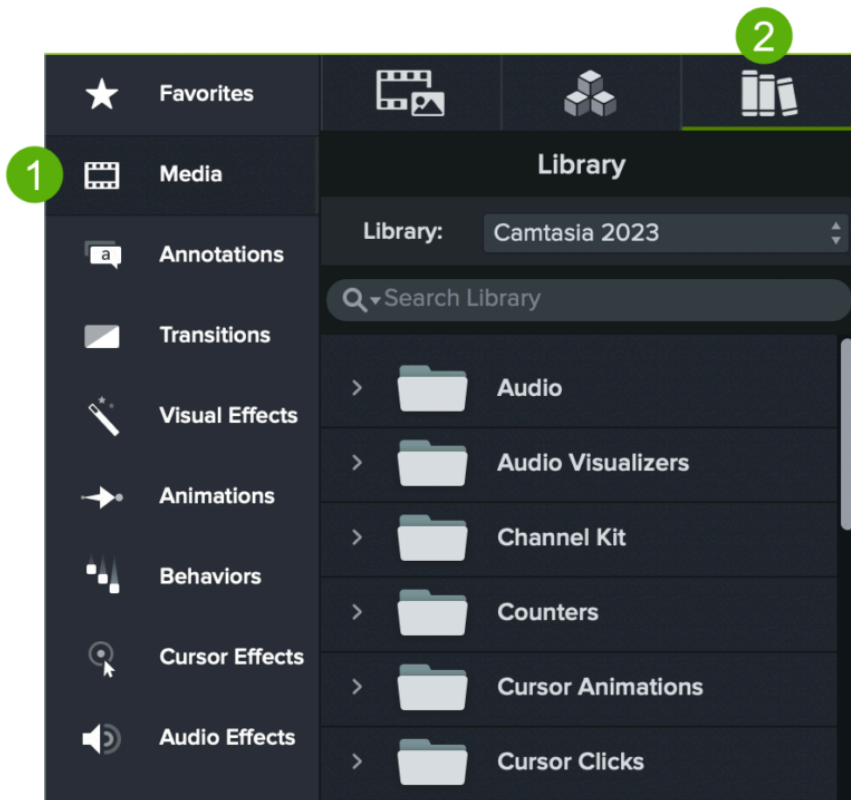 2
Favorites
1
Media
Library
Library:
Camtasia 2023
a
Annotations
Search Library
Transitions
Audio
Visual Effects
Audio Visualizers
Animations
Channel Kit
Behaviors
Counters
Cursor Effects
Cursor Animations
Audio Effects
Cursor Clicks